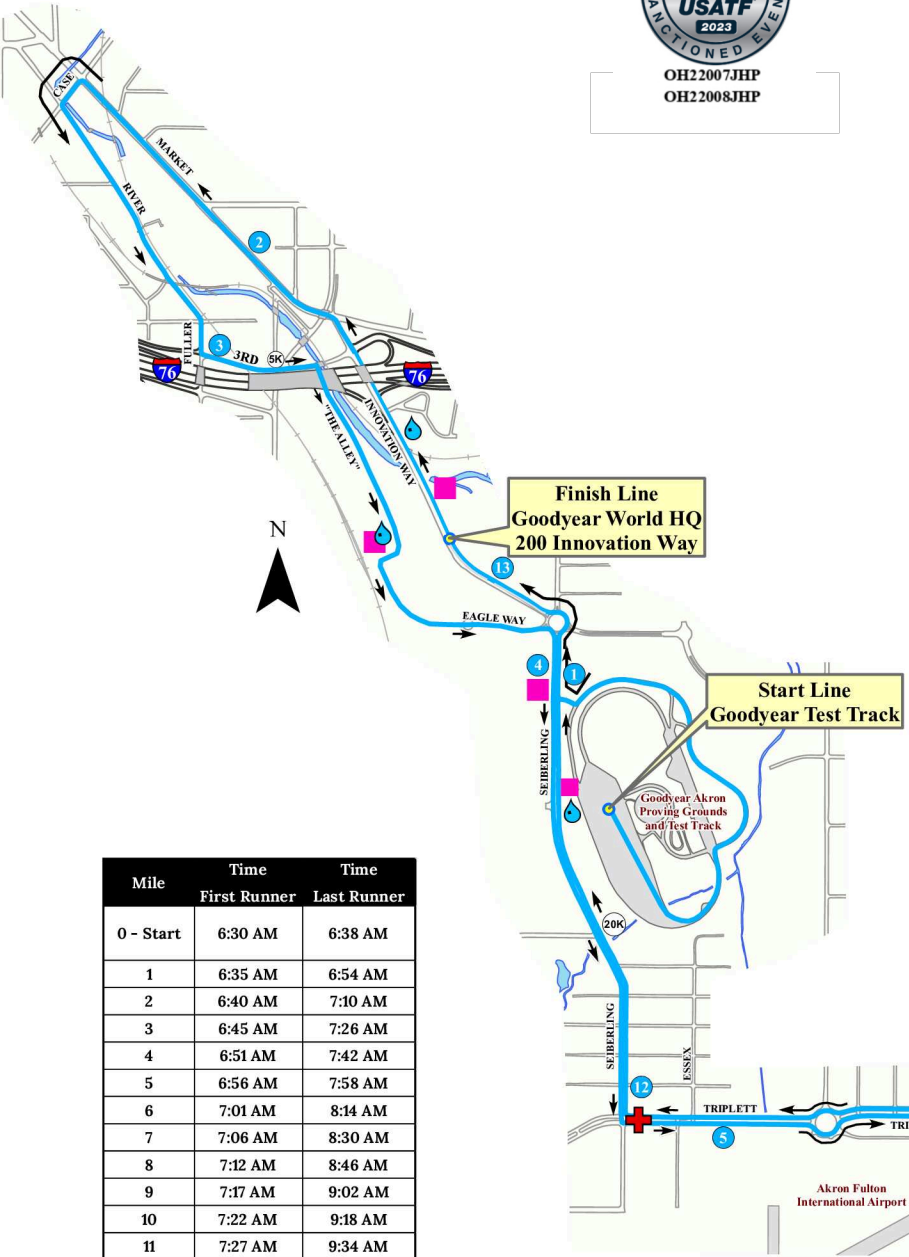 USATF
2023
SANCTIONED EVENT
OH22007JHP
OH22008JHP
CASE
MARKET
RIVER
2
FULLER
3
3RD
5K
76
76
"THE ALLEY"
INNOVATION WAY
Finish Line
Goodyear World HQ
200 Innovation Way
N
13
EAGLE WAY
4
1
Start Line
Goodyear Test Track
SEIBERLING
Goodyear Akron
Proving Grounds
and Test Track
20K
SEIBERLING
ESSEX
12
TRIPLETT
5
TRI
Akron Fulton
International Airport
Mile Time First Runner Time Last Runner
0 - Start 6:30 AM 6:38 AM
1 6:35 AM 6:54 AM
2 6:40 AM 7:10 AM
3 6:45 AM 7:26 AM
4 6:51 AM 7:42 AM
5 6:56 AM 7:58 AM
6 7:01 AM 8:14 AM
7 7:06 AM 8:30 AM
8 7:12 AM 8:46 AM
9 7:17 AM 9:02 AM
10 7:22 AM 9:18 AM
11 7:27 AM 9:34 AM